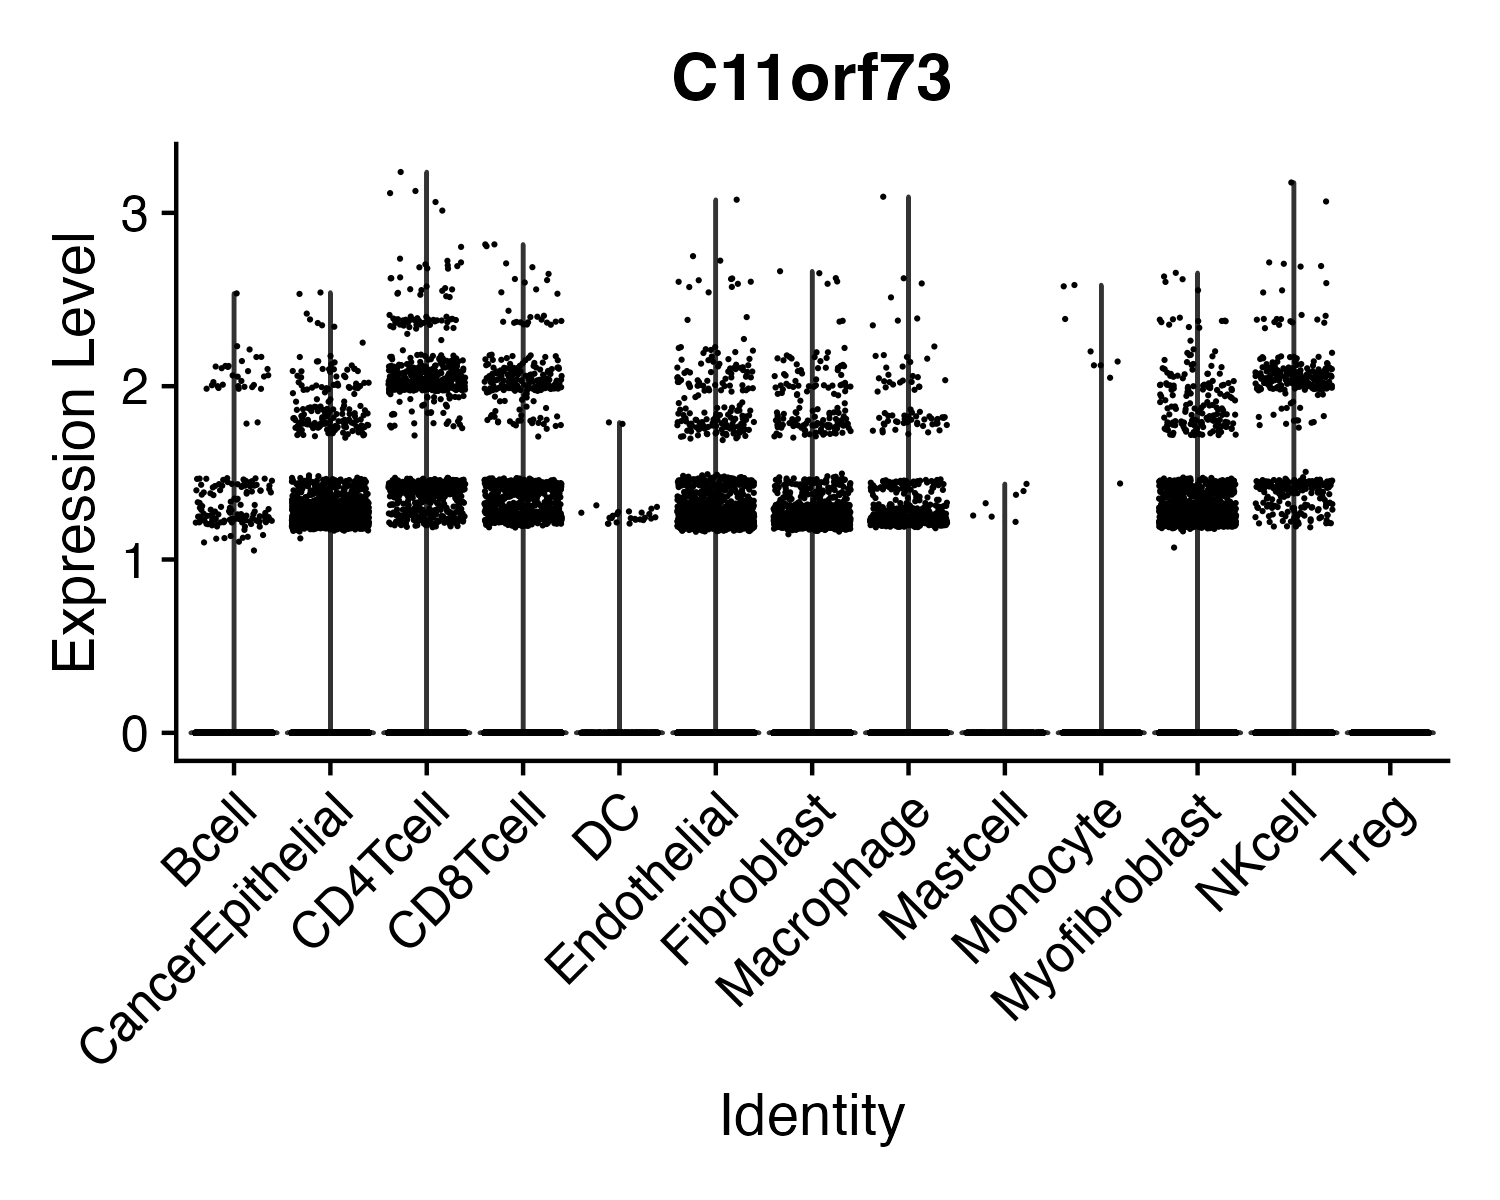 C11orf73
Expression Level
3
2
1
0
Bcell
CancerEpithelial
CD4Tcell
CD8Tcell
DC
Endothelial
Fibroblast
Macrophage
Mastcell
Monocyte
Myofibroblast
NKcell
Treg
Identity